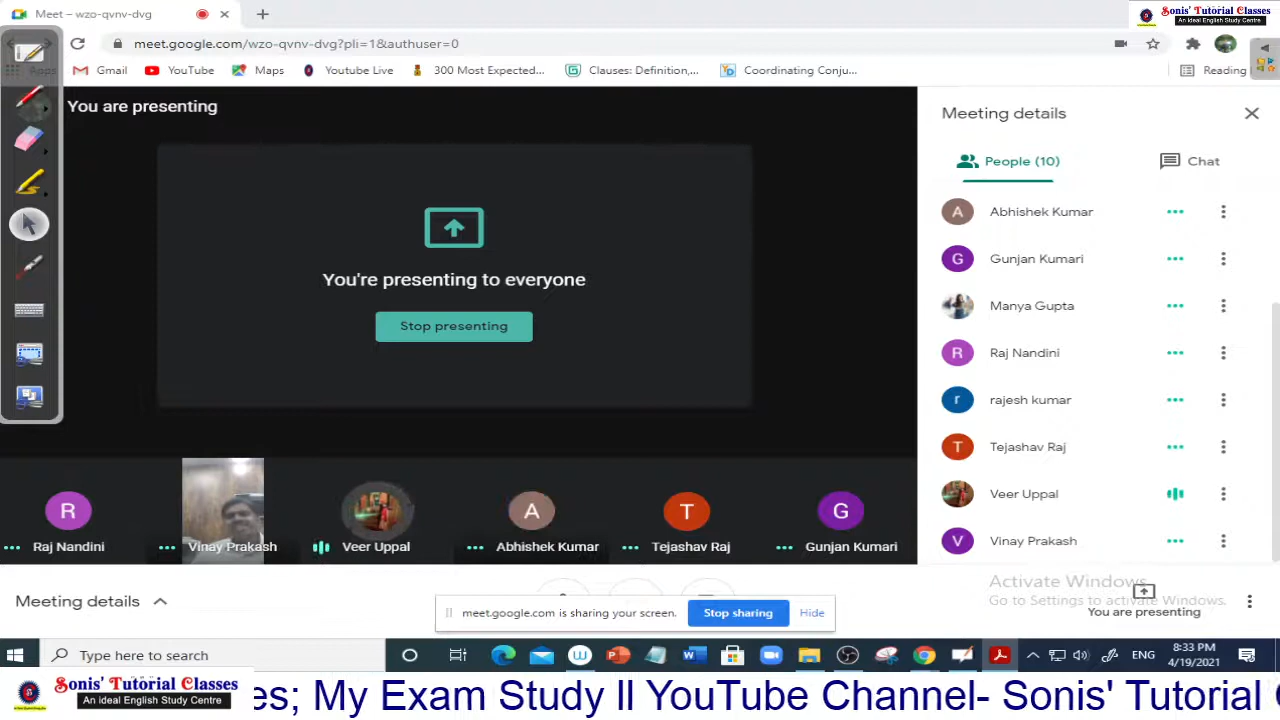 Meet – wzo-qvnv-dvg
Sonis' Tutorial Classes
An Ideal English Study Centre
meet.google.com/wzo-qvnv-dvg?pli=1&authuser=0
Apps
Gmail
YouTube
Maps
Youtube Live
300 Most Expected...
Clauses: Definition,...
Coordinating Conju...
Reading
You are presenting
Meeting details
People (10)
Chat
You're presenting to everyone
Stop presenting
A Abhishek Kumar
G Gunjan Kumari
Manya Gupta
R Raj Nandini
r rajesh kumar
T Tejashav Raj
Veer Uppal
V Vinay Prakash
R
A
T
G
Raj Nandini
Vinay Prakash
Veer Uppal
Abhishek Kumar
Tejashav Raj
Gunjan Kumari
Activate Windows
Go to Settings to activate Windows.
You are presenting
Meeting details
meet.google.com is sharing your screen.
Stop sharing
Hide
Type here to search
ENG
8:33 PM
4/19/2021
Sonis' Tutorial Classes
An Ideal English Study Centre
es; My Exam Study ll YouTube Channel- Sonis' Tutorial